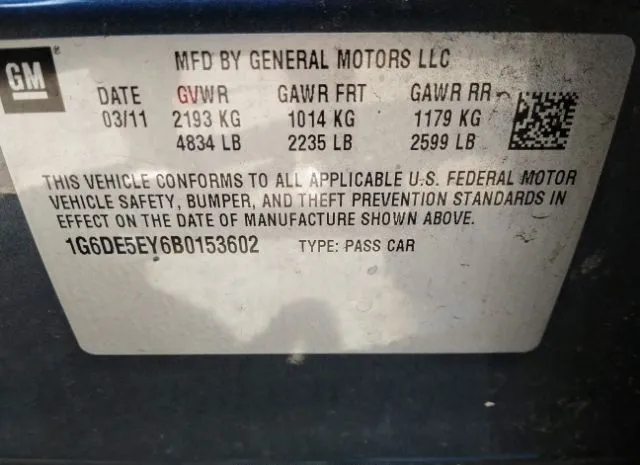 GM ®
MFD BY GENERAL MOTORS LLC
DATE GVWR GAWR FRT GAWR RR
03/11 2193 KG 1014 KG 1179 KG
4834 LB 2235 LB 2599 LB
THIS VEHICLE CONFORMS TO ALL APPLICABLE U.S. FEDERAL MOTOR
VEHICLE SAFETY, BUMPER, AND THEFT PREVENTION STANDARDS IN
EFFECT ON THE DATE OF MANUFACTURE SHOWN ABOVE.
1G6DE5EY6B0153602 TYPE: PASS CAR